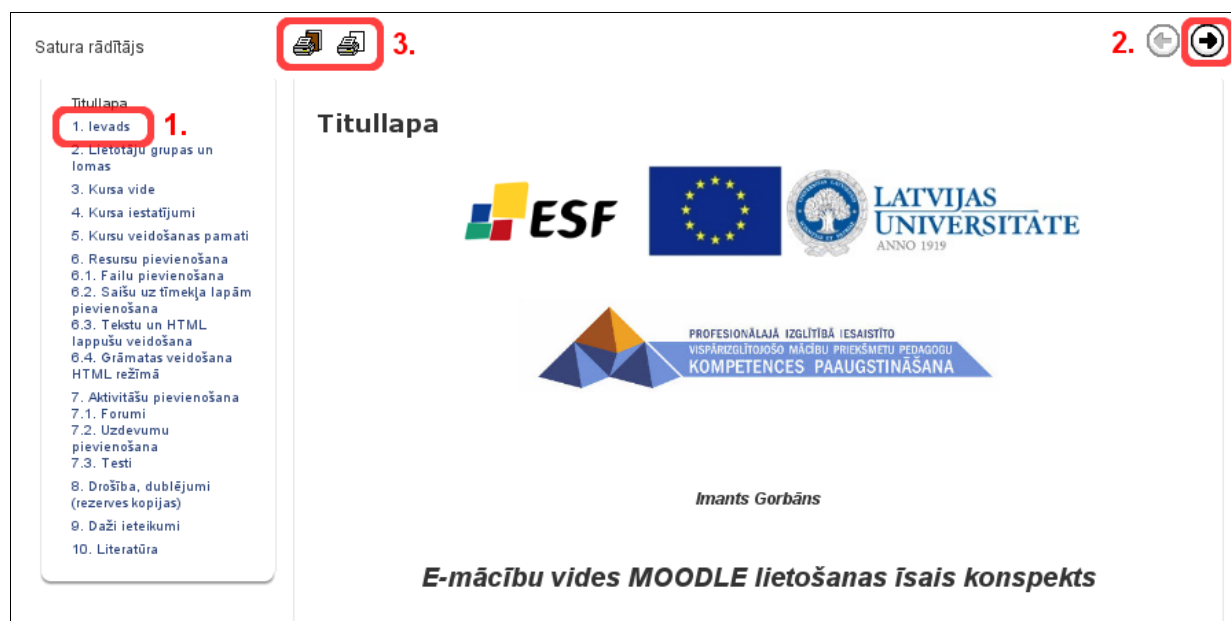 Satura rādītājs
3.
2.
Titullapa
1. Ievads
1.
2. Lietotāju grupas un
lomas
3. Kursa vide
4. Kursa iestatījumi
5. Kursu veidošanas pamati
6. Resursu pievienošana
6.1. Failu pievienošana
6.2. Saišu uz tīmekļa lapām
pievienošana
6.3. Tekstu un HTML
lappušu veidošana
6.4. Grāmatas veidošana
HTML režīmā
7. Aktivitāšu pievienošana
7.1. Forumi
7.2. Uzdevumu
pievienošana
7.3. Testi
8. Drošība, dublējumi
(rezerves kopijas)
9. Daži ieteikumi
10. Literatūra
Titullapa
ESF
LATVIJAS
UNIVERSITĀTE
ANNO 1919
PROFESIONĀLAJĀ IZGLĪTĪBĀ IESAISTĪTO
VISPĀRIZGLĪTOJOŠO MĀCĪBU PRIEKŠMETU PEDAGOGU
KOMPETENCES PAAUGSTINĀŠANA
Imants Gorbāns
E-mācību vides MOODLE lietošanas īsais konspekts